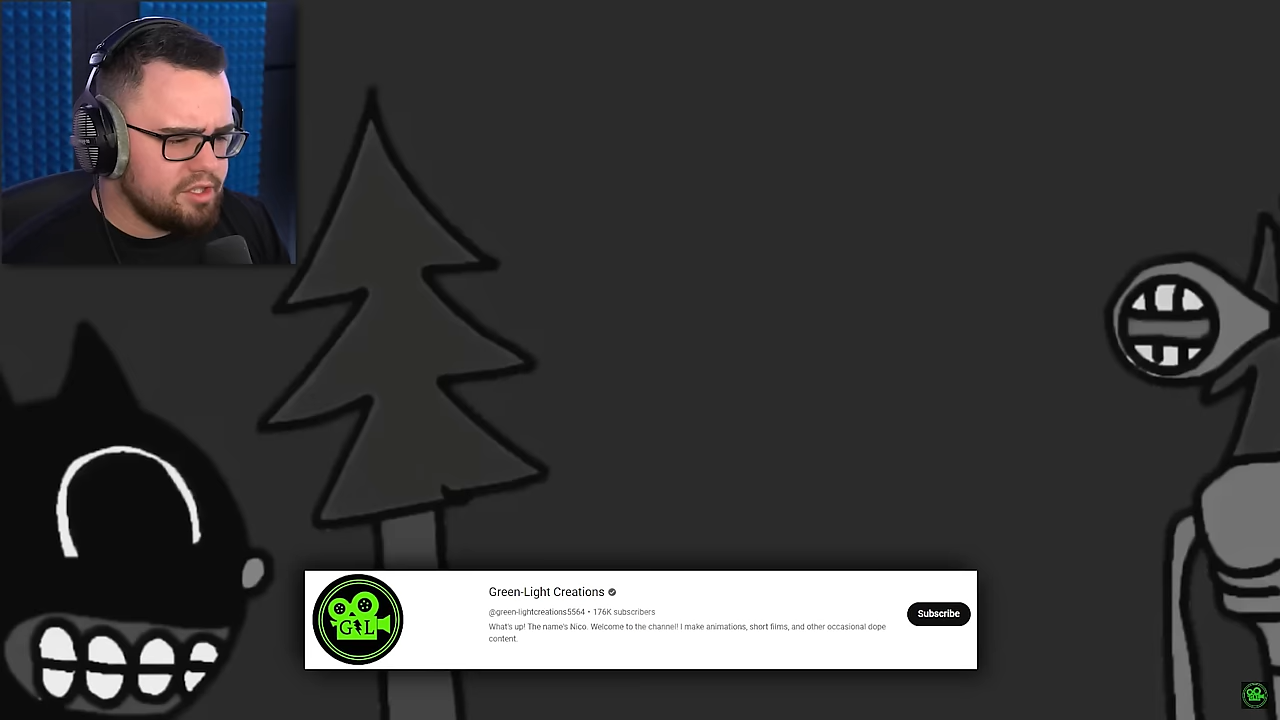 Green-Light Creations
@green-lightcreations5564 • 176K subscribers
What's up! The name's Nico. Welcome to the channel! I make animations, short films, and other occasional dope
content.
Subscribe
G L